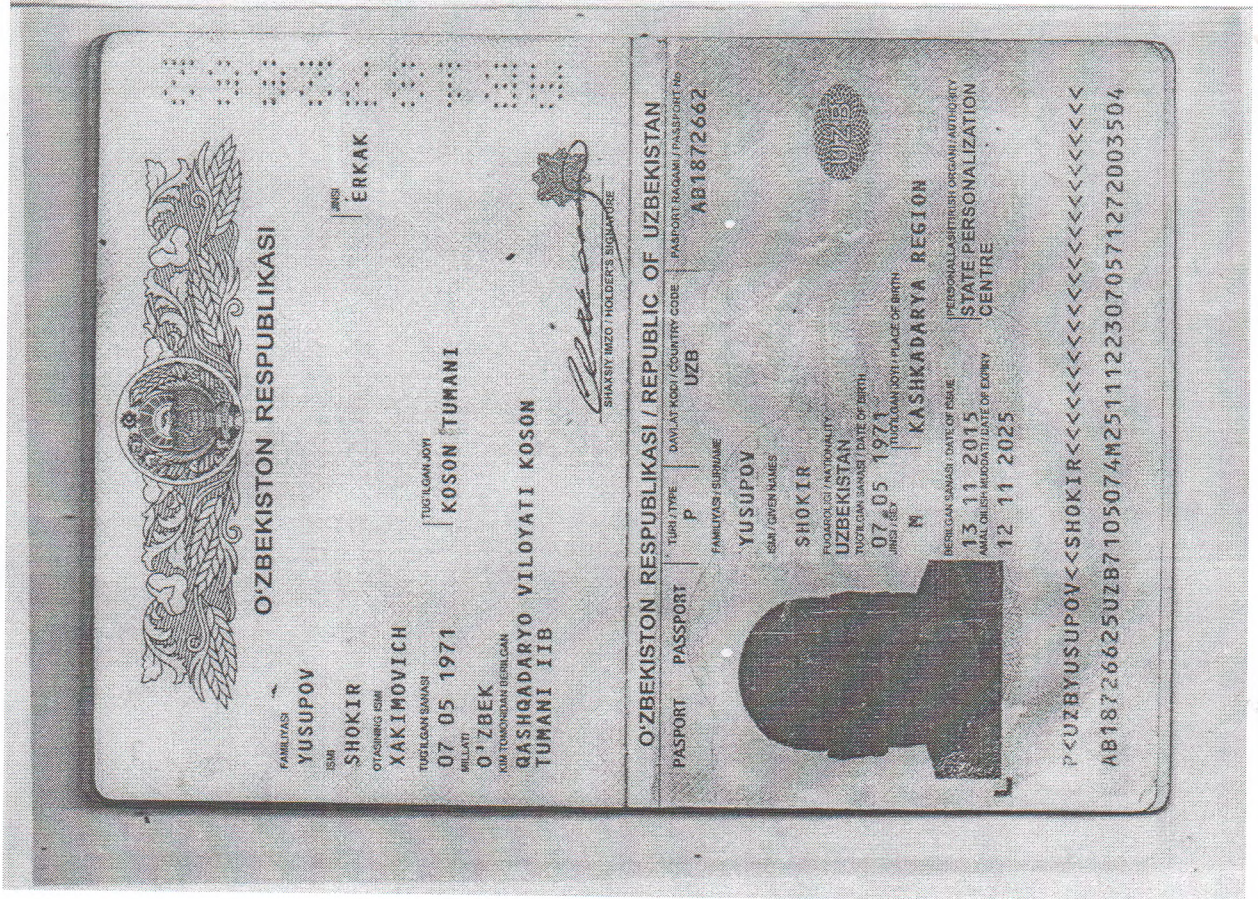 O'ZBEKISTON RESPUBLIKASI
FAMILIYASI
YUSUPOV
ISMI
SHOKIR
JINSI
ERKAK
OTASINING ISMI
XAKIMOVICH
TUG'ILGAN SANASI
07 05 1971
TUG'ILGAN JOYI
KOSON TUMANI
MILLATI
O'ZBEK
KIM TOMONIDAN BERILGAN
QASHQADARYO VILOYATI KOSON
TUMANI IIB
SHAXSIY IMZO / HOLDER'S SIGNATURE
O'ZBEKISTON RESPUBLIKASI / REPUBLIC OF UZBEKISTAN
PASPORT PASSPORT
TURI / TYPE
P
DAVLAT KODI / COUNTRY CODE
UZB
PASPORT RAQAMI / PASSPORT No
AB1872662
FAMILIYASI / SURNAME
YUSUPOV
ISMI / GIVEN NAMES
SHOKIR
FUQAROLIGI / NATIONALITY
UZBEKISTAN
TUG'ILGAN SANASI / DATE OF BIRTH
07 05 1971
JINSI / SEX
M
TUG'ILGAN JOYI / PLACE OF BIRTH
KASHKADARYA REGION
UZB
BERILGAN SANASI / DATE OF ISSUE
13 11 2015
AMAL QILISH MUDDATI / DATE OF EXPIRY
12 11 2025
PERSONALLASHTIRISH ORGANI / AUTHORITY
STATE PERSONALIZATION
CENTRE
P<UZBYUSUPOV<<SHOKIR<<<<<<<<<<<<<<<<<<<<<<<<
AB18726625UZB7105074M25111223070571272003504